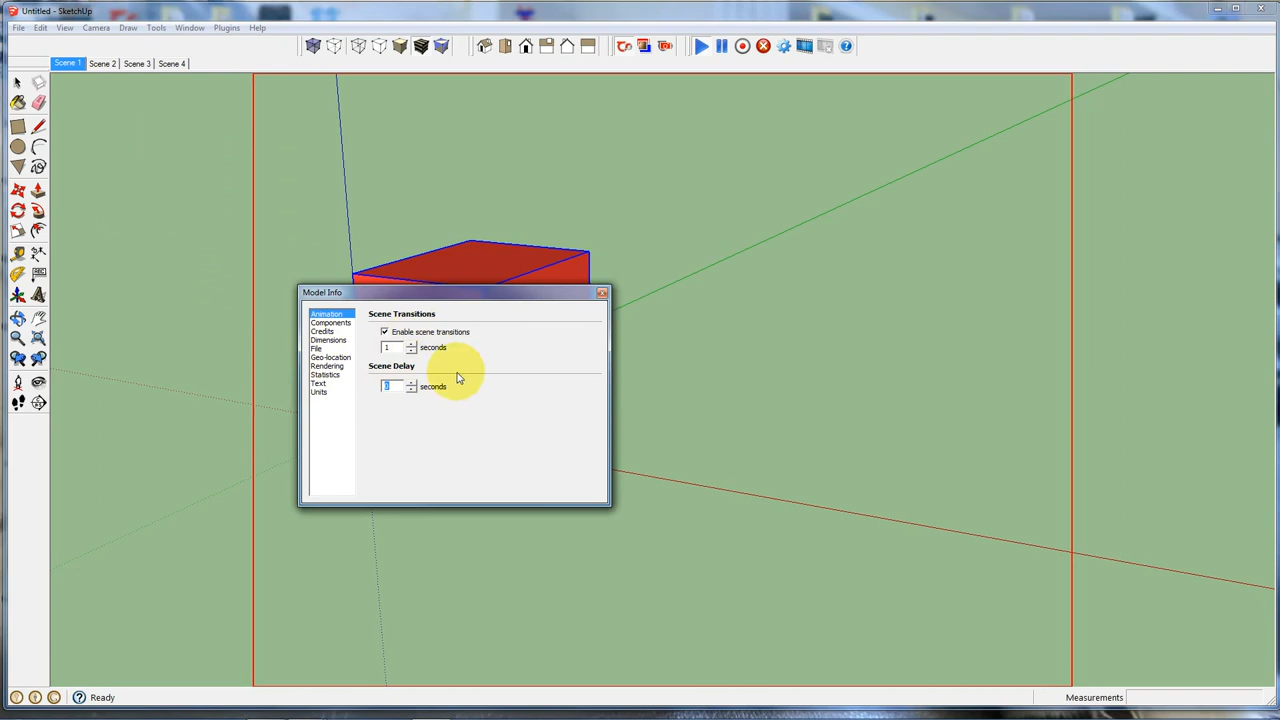 Untitled - SketchUp
File Edit View Camera Draw Tools Window Plugins Help
Scene 1 Scene 2 Scene 3 Scene 4
Model Info
Animation
Components
Credits
Dimensions
File
Geo-location
Rendering
Statistics
Text
Units
Scene Transitions
Enable scene transitions
1 seconds
Scene Delay
0 seconds
Ready
Measurements